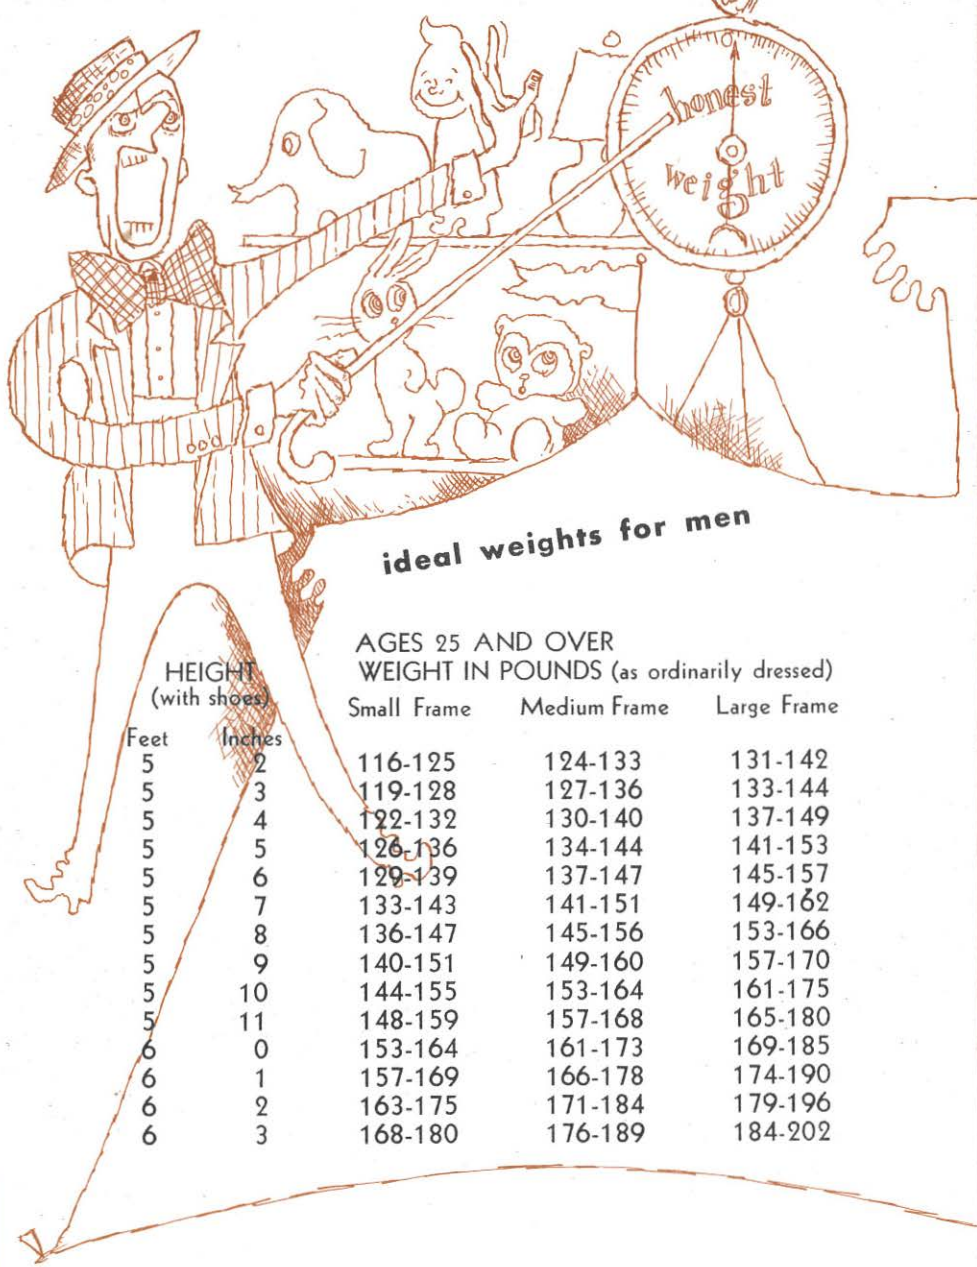 honest
weight
ideal weights for men
AGES 25 AND OVER
HEIGHT WEIGHT IN POUNDS (as ordinarily dressed)
(with shoes) Small Frame Medium Frame Large Frame
Feet Inches
5 2 116-125 124-133 131-142
5 3 119-128 127-136 133-144
5 4 122-132 130-140 137-149
5 5 126-136 134-144 141-153
5 6 129-139 137-147 145-157
5 7 133-143 141-151 149-162
5 8 136-147 145-156 153-166
5 9 140-151 149-160 157-170
5 10 144-155 153-164 161-175
5 11 148-159 157-168 165-180
6 0 153-164 161-173 169-185
6 1 157-169 166-178 174-190
6 2 163-175 171-184 179-196
6 3 168-180 176-189 184-202